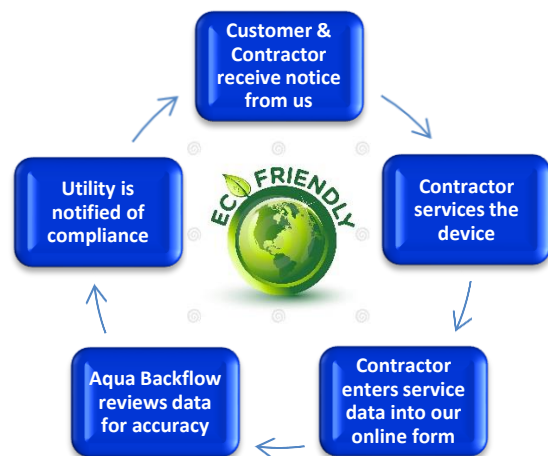 Customer &
Contractor
receive notice
from us
Contractor
services the
device
Contractor
enters service
data into our
online form
Aqua Backflow
reviews data
for accuracy
Utility is
notified of
compliance
ECO FRIENDLY